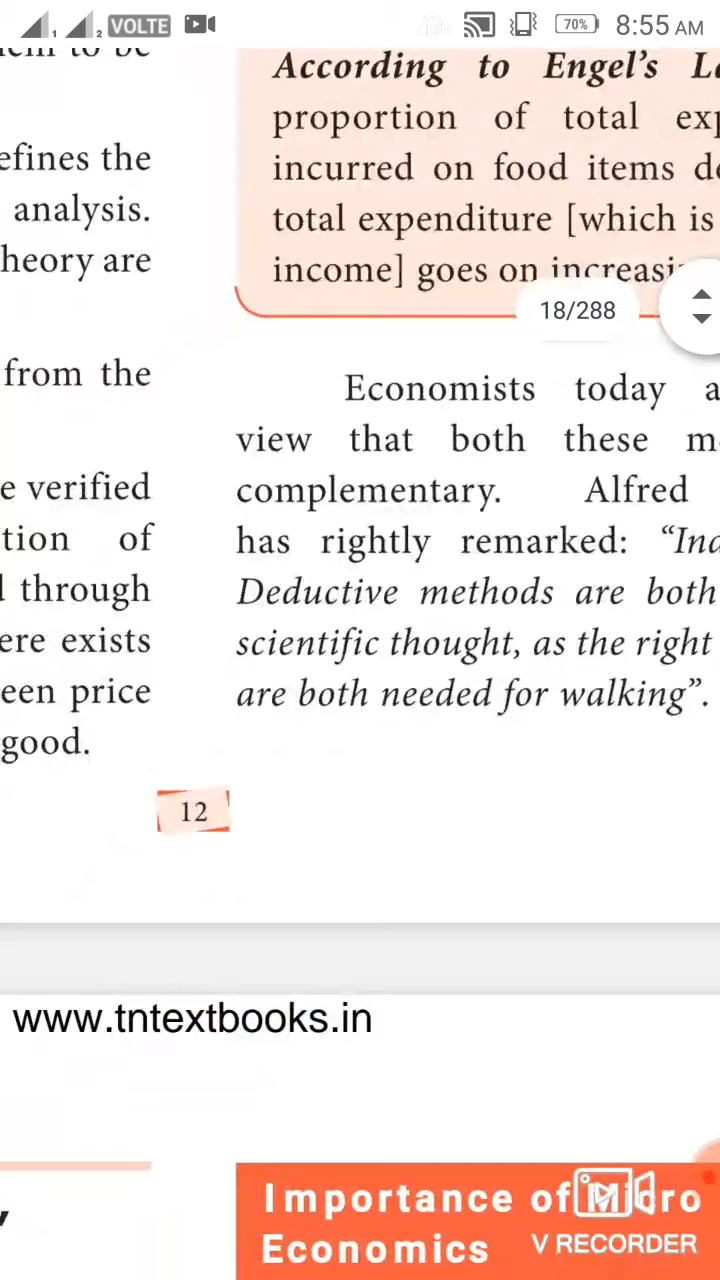 VOLTE 70% 8:55 AM
efines the
analysis.
heory are
from the
e verified
tion of
through
ere exists
een price
good.
According to Engel's
proportion of total
incurred on food items
total expenditure [which is
income] goes on
18/288
Economists today
view that both these
complementary. Alfred
has rightly remarked:
Deductive methods are both
scientific thought, as the right
are both needed for walking”.
12
www.tntextbooks.in
Importance of Micro
Economics
V RECORDER